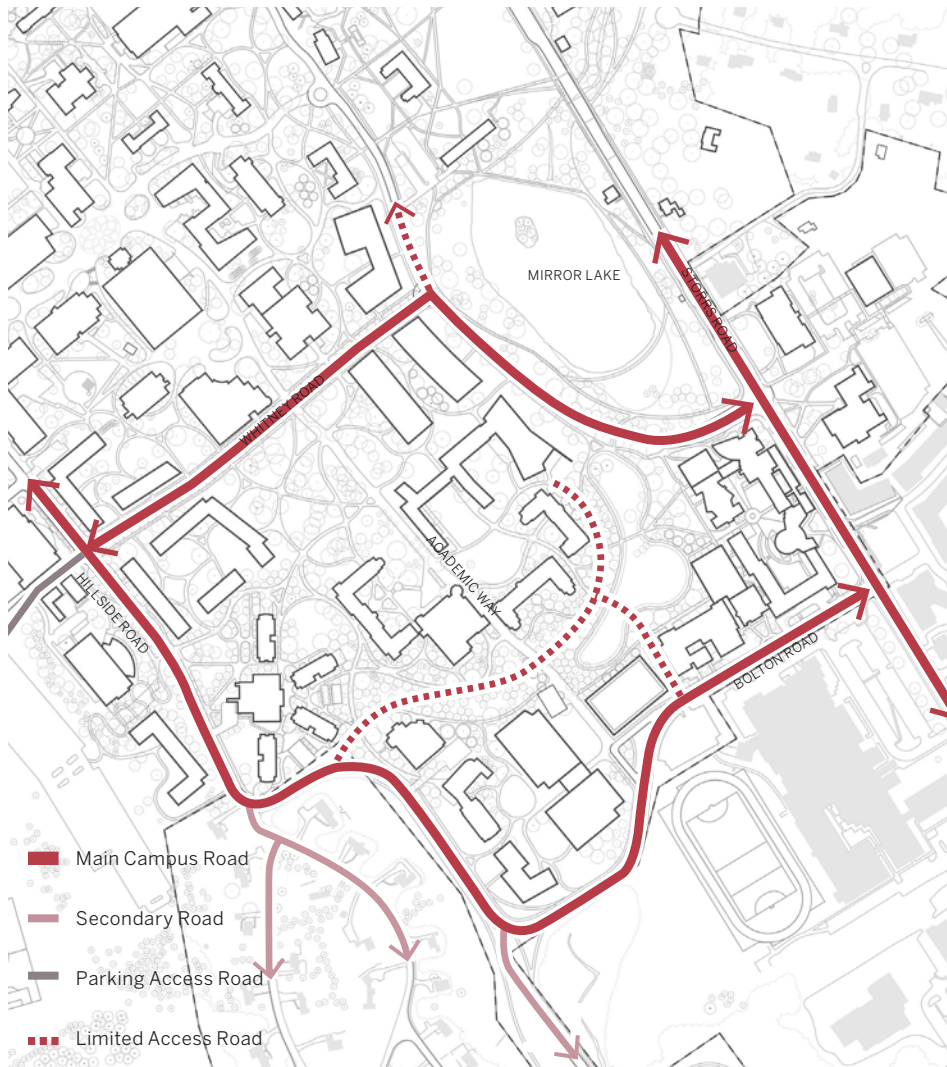 MIRROR LAKE
STORRS ROAD
WHITNEY ROAD
ACADEMIC WAY
HILLSIDE ROAD
BOLTON ROAD
Main Campus Road
Secondary Road
Parking Access Road
Limited Access Road